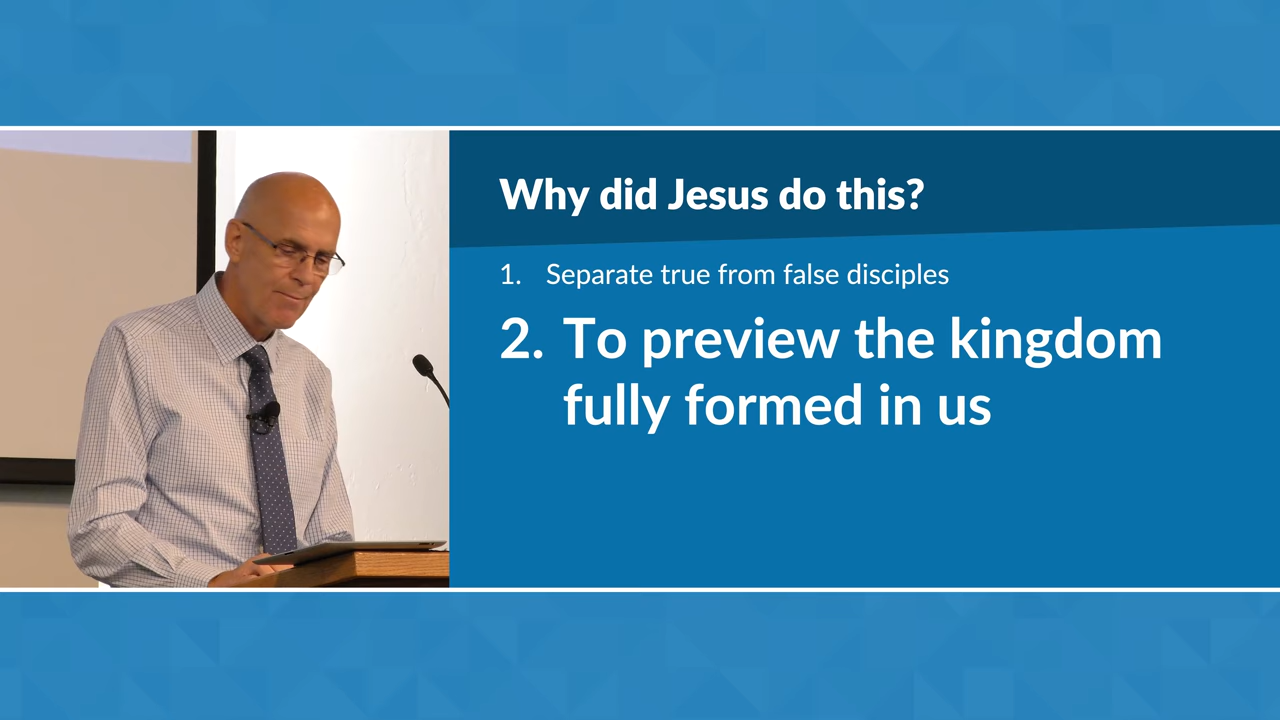 Why did Jesus do this?
1. Separate true from false disciples
2. To preview the kingdom
fully formed in us